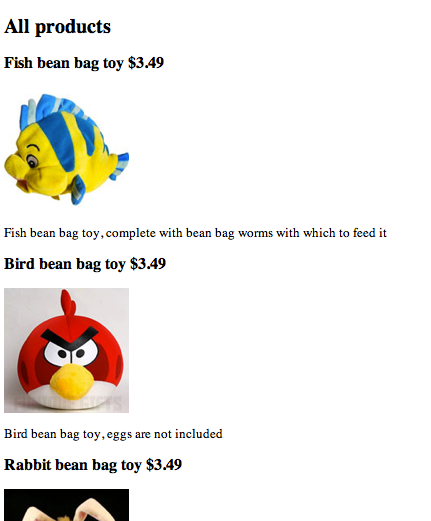 All products
Fish bean bag toy $3.49
Fish bean bag toy, complete with bean bag worms with which to feed it
Bird bean bag toy $3.49
Bird bean bag toy, eggs are not included
Rabbit bean bag toy $3.49